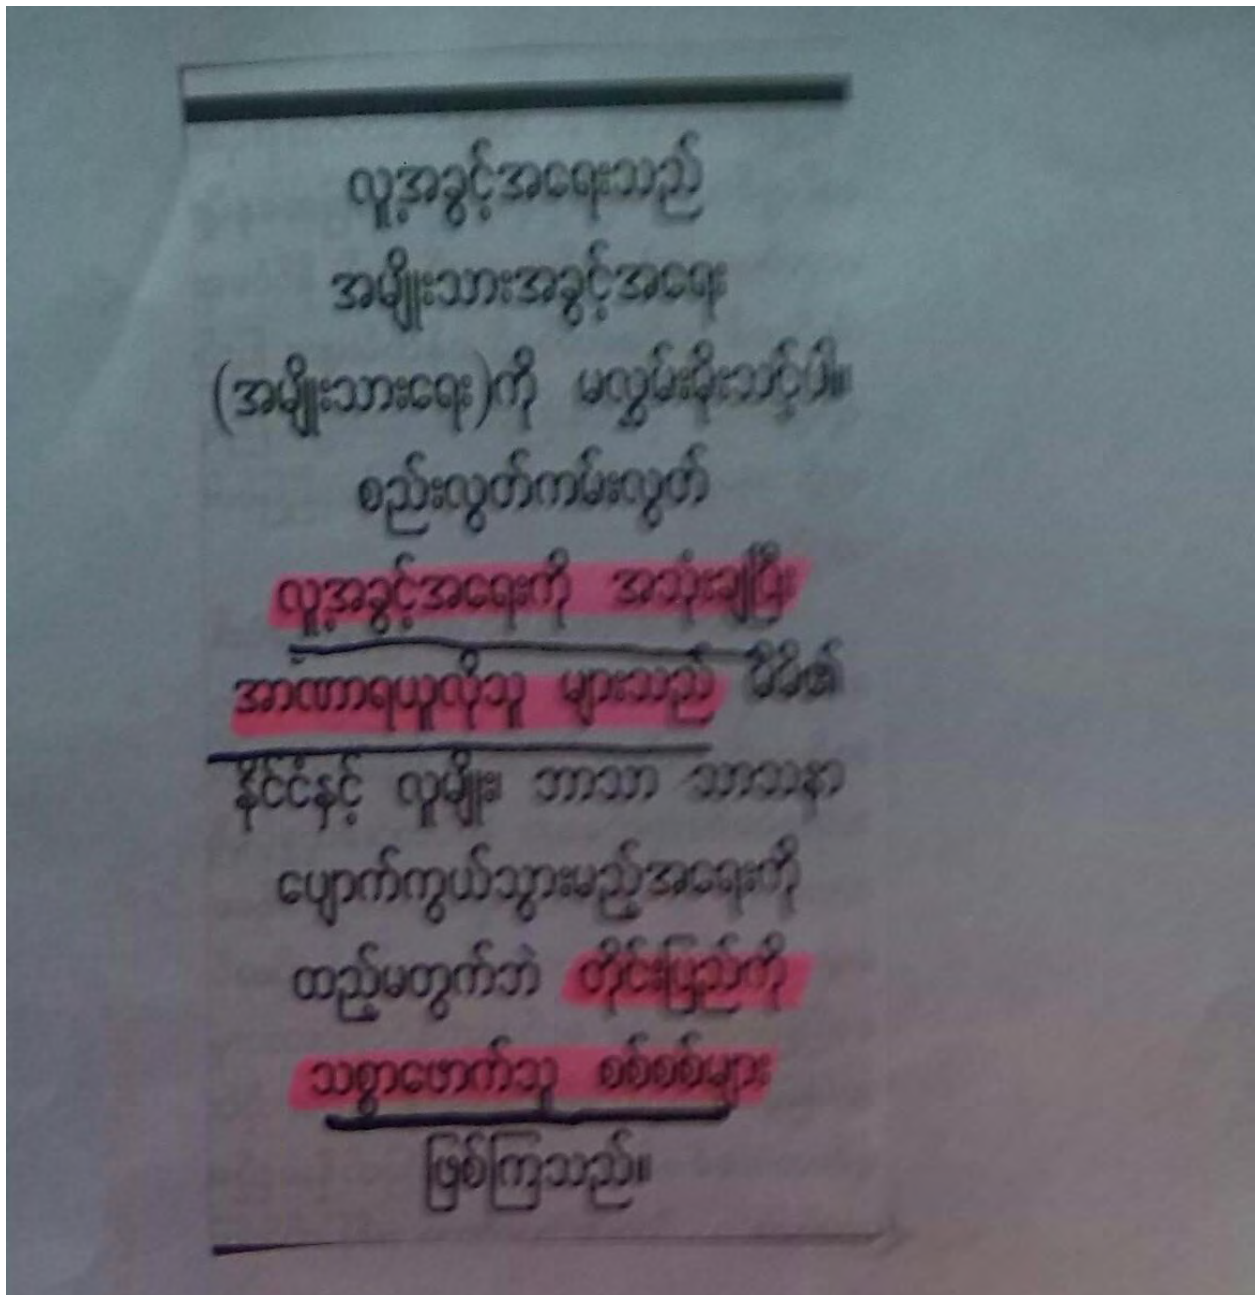 လူ့အခွင့်အရေးသည်
အမျိုးသားအခွင့်အရေး
(အမျိုးသားရေး)ကို မလွှမ်းမိုးသင့်ပါ။
စည်းလွတ်ကမ်းလွတ်
လူ့အခွင့်အရေးကို အသုံးချပြီး
အာဏာရယူလိုသူ များသည် မိမိ၏
နိုင်ငံနှင့် လူမျိုး၊ ဘာသာ သာသနာ
ပျောက်ကွယ်သွားမည့်အရေးကို
ထည့်မတွက်ဘဲ တိုင်းပြည်ကို
သစ္စာဖောက်သူ စစ်စစ်များ
ဖြစ်ကြသည်။